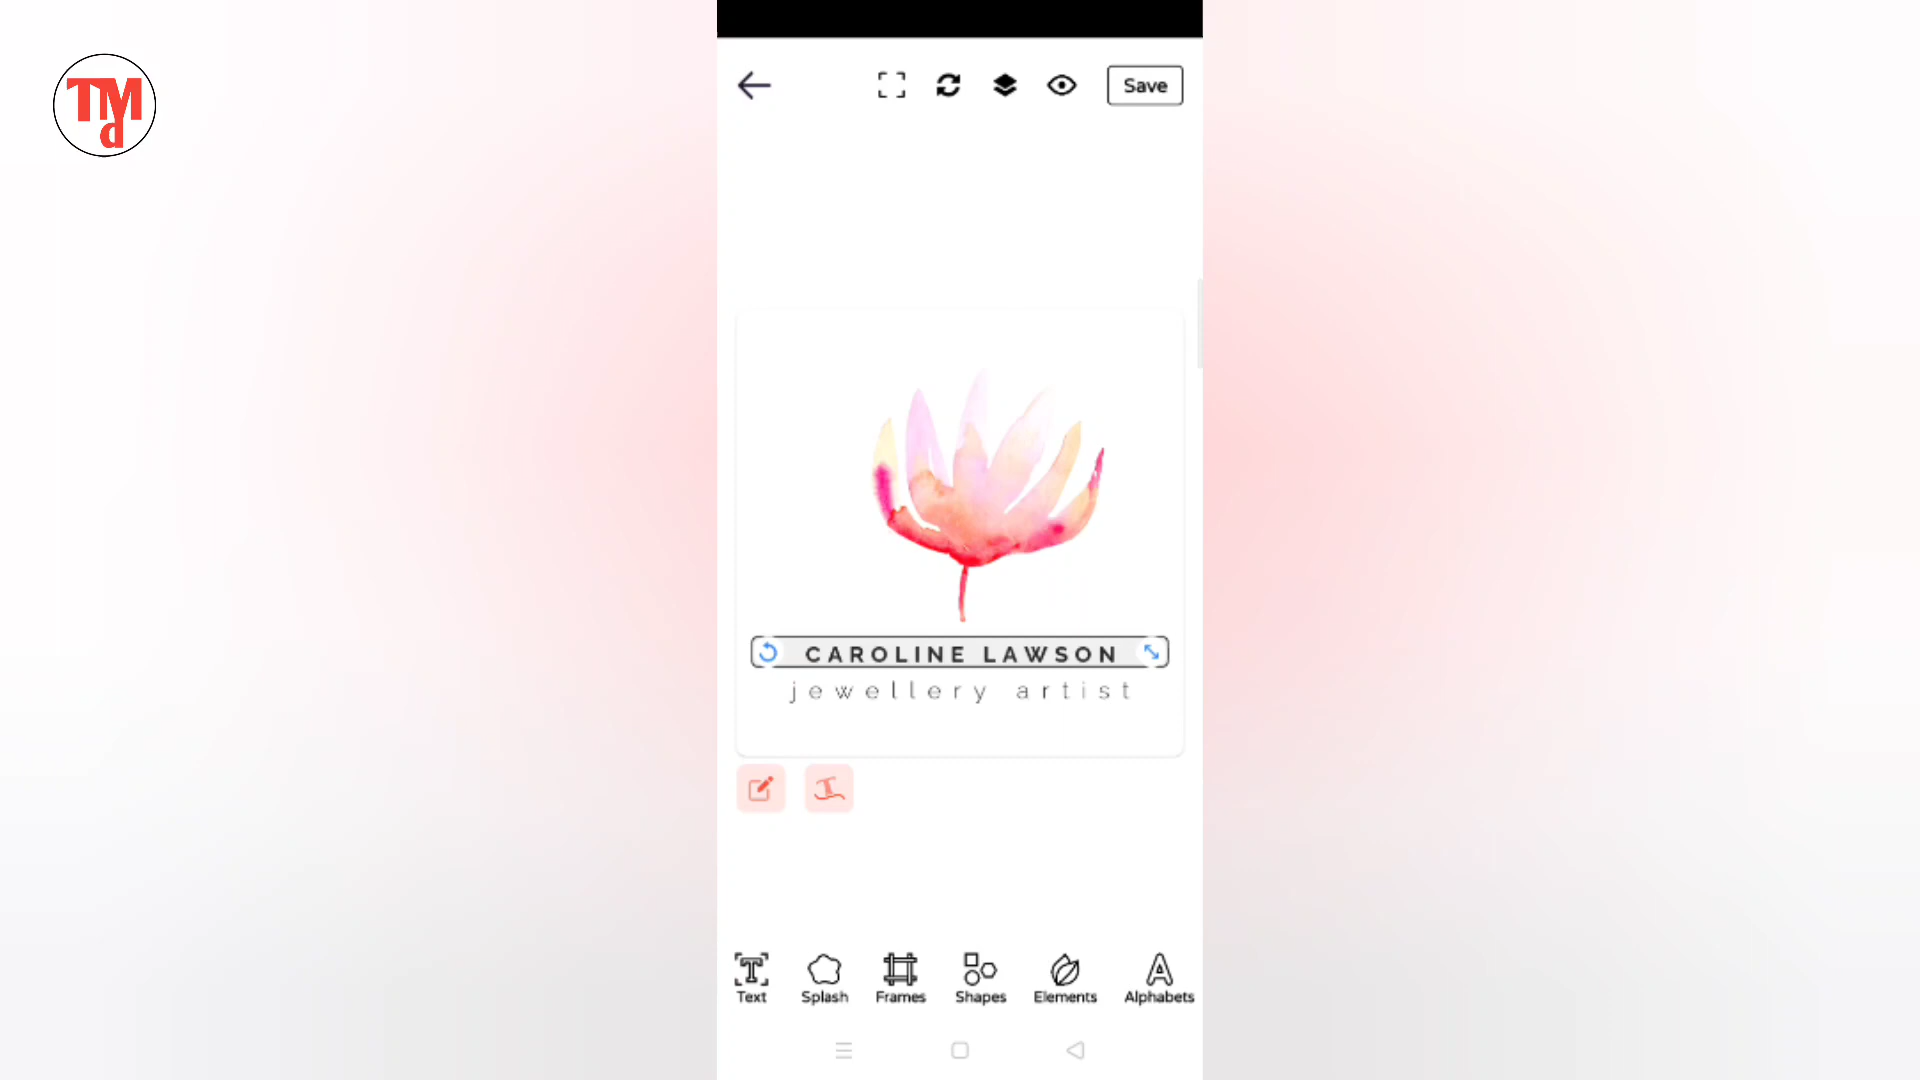 TMd
Save
CAROLINE LAWSON
jewellery artist
Text
Splash
Frames
Shapes
Elements
Alphabets